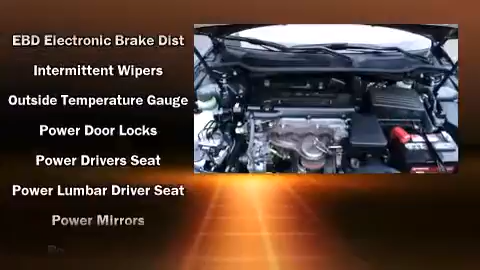 EBD Electronic Brake Dist
Intermittent Wipers
Outside Temperature Gauge
Power Door Locks
Power Drivers Seat
Power Lumbar Driver Seat
Power Mirrors